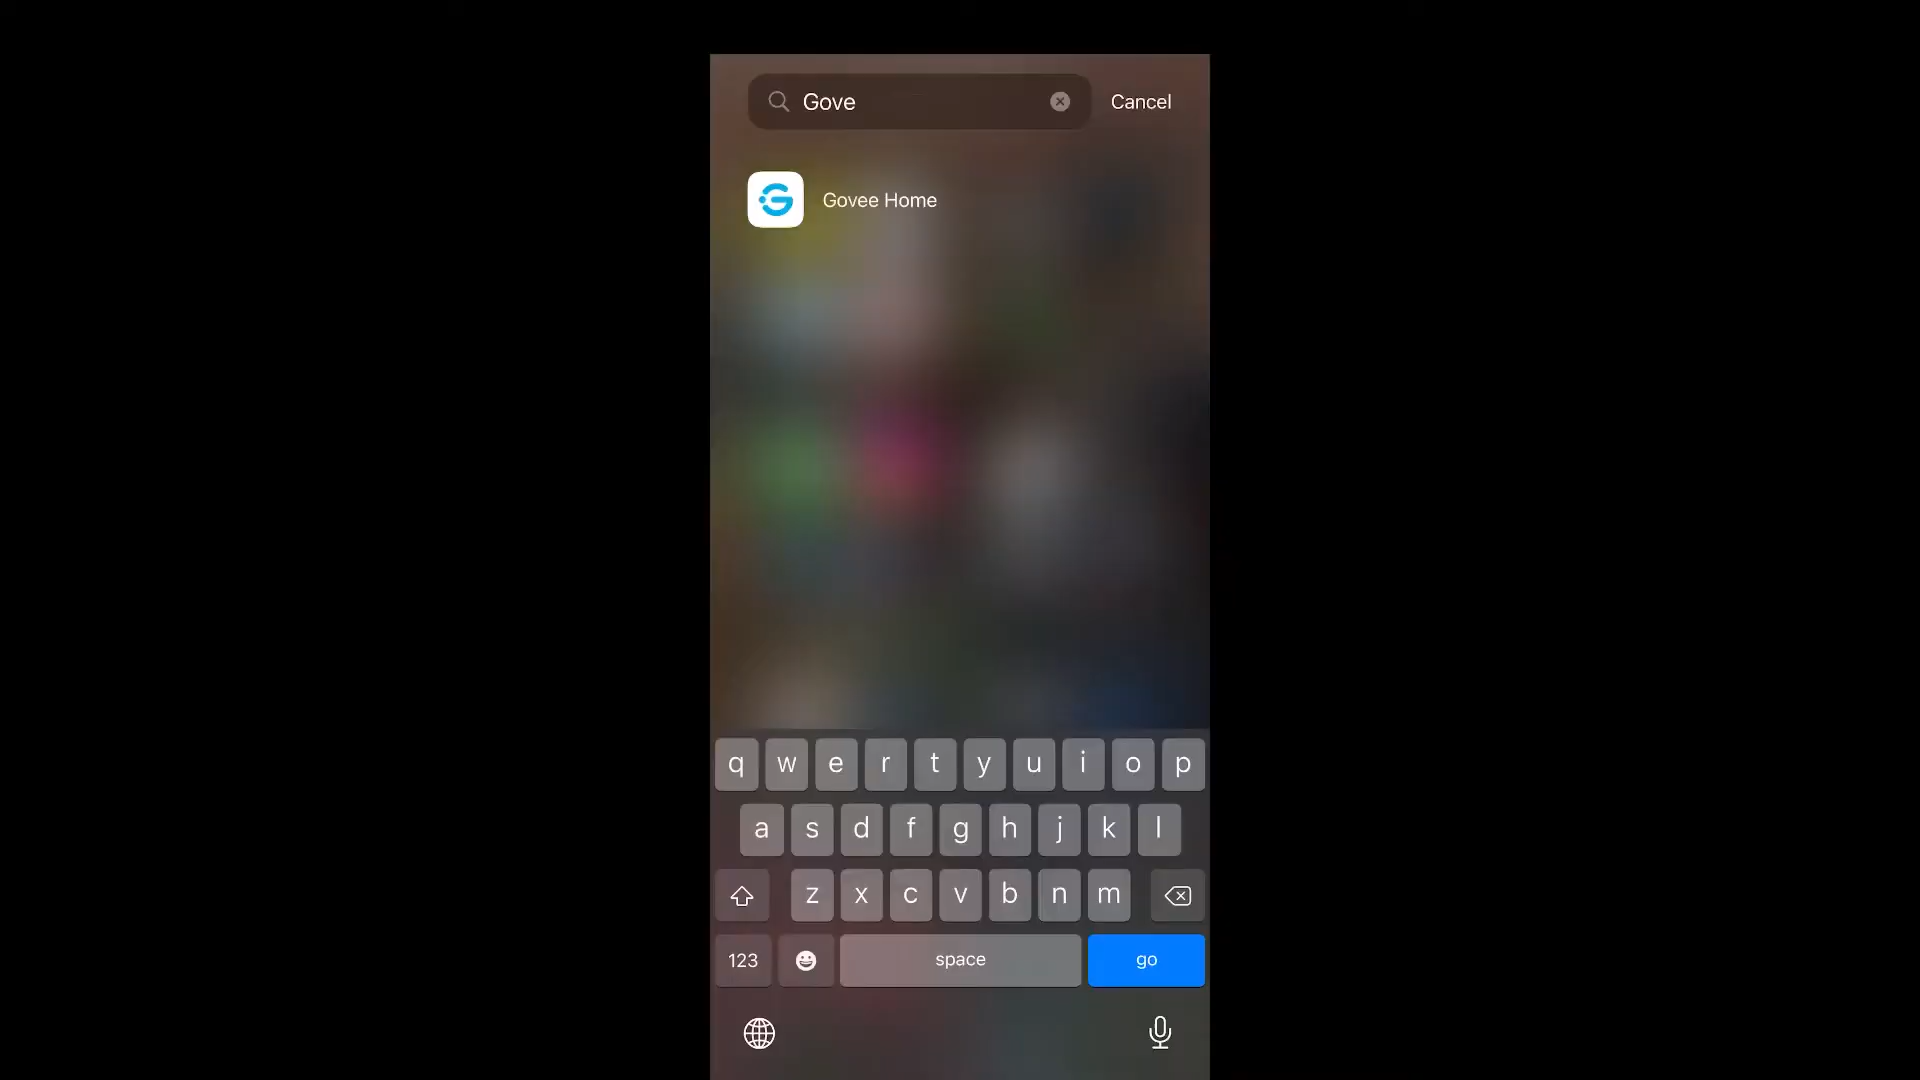 Gove Cancel
Govee Home
q w e r t y u i o p
a s d f g h j k l
z x c v b n m
123 space go